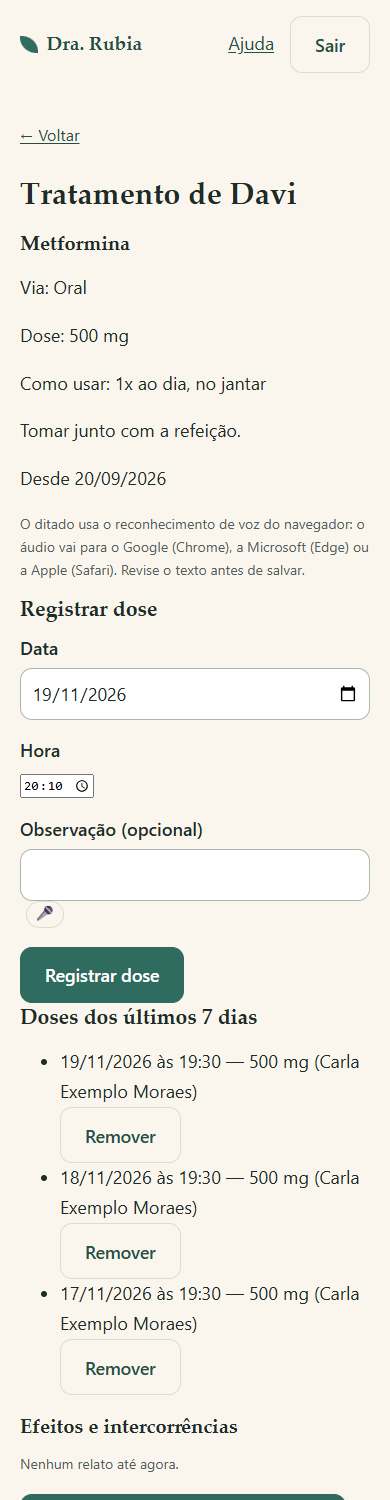 Dra. Rubia
Ajuda
Sair
← Voltar
Tratamento de Davi
Metformina
Via: Oral
Dose: 500 mg
Como usar: 1x ao dia, no jantar
Tomar junto com a refeição.
Desde 20/09/2026
O ditado usa o reconhecimento de voz do navegador: o
áudio vai para o Google (Chrome), a Microsoft (Edge) ou
a Apple (Safari). Revise o texto antes de salvar.
Registrar dose
Data
19/11/2026
Hora
20:10
Observação (opcional)
Registrar dose
Doses dos últimos 7 dias
• 19/11/2026 às 19:30 — 500 mg (Carla
Exemplo Moraes)
Remover
• 18/11/2026 às 19:30 — 500 mg (Carla
Exemplo Moraes)
Remover
• 17/11/2026 às 19:30 — 500 mg (Carla
Exemplo Moraes)
Remover
Efeitos e intercorrências
Nenhum relato até agora.